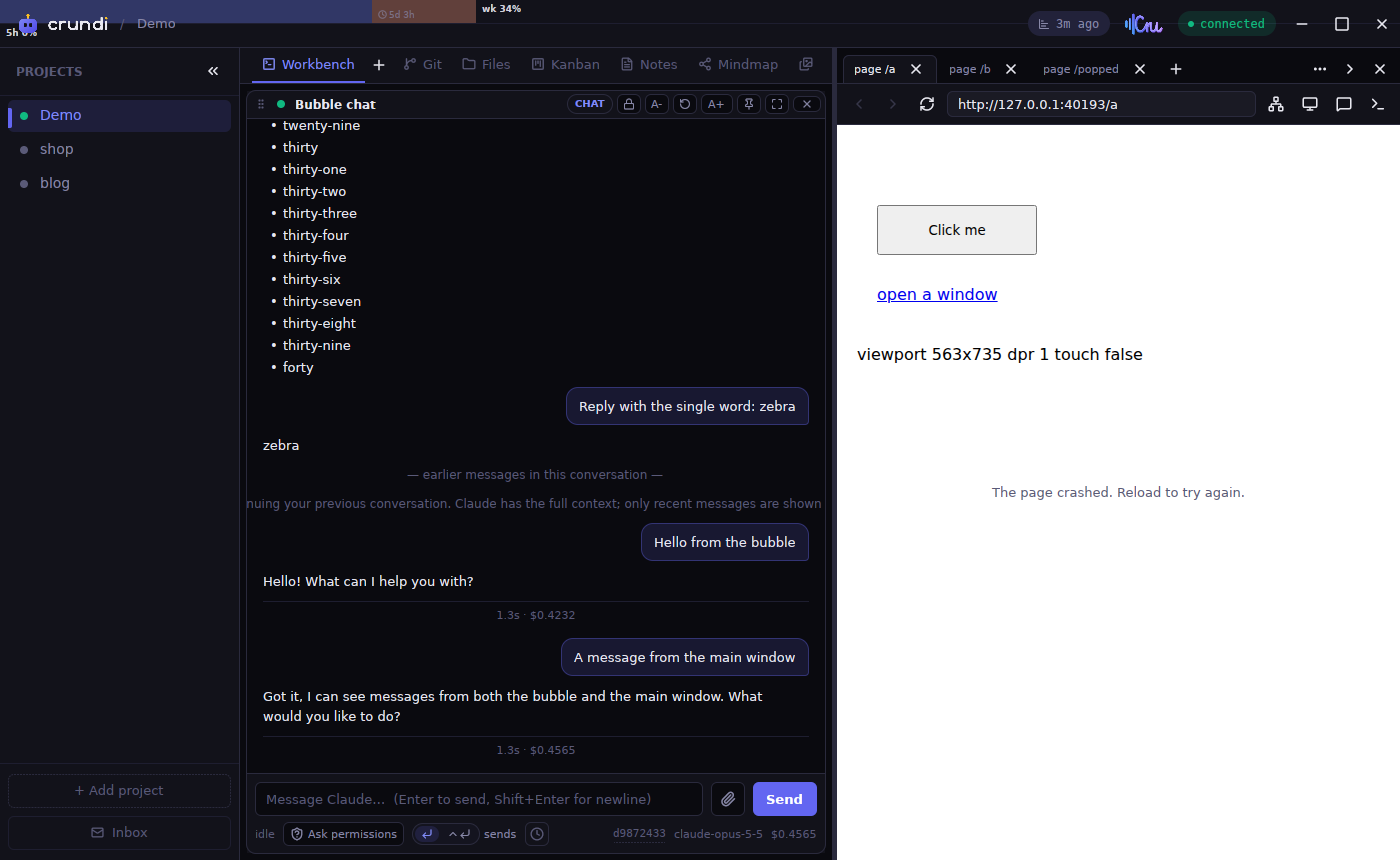 5d 3h
wk 34%
crundi / Demo
3m ago
Cru
connected
PROJECTS
Demo
shop
blog
+ Add project
Inbox
Workbench
Git
Files
Kanban
Notes
Mindmap
Bubble chat
CHAT
A-
A+
• twenty-nine
• thirty
• thirty-one
• thirty-two
• thirty-three
• thirty-four
• thirty-five
• thirty-six
• thirty-seven
• thirty-eight
• thirty-nine
• forty
Reply with the single word: zebra
zebra
— earlier messages in this conversation —
nuing your previous conversation. Claude has the full context; only recent messages are shown
Hello from the bubble
Hello! What can I help you with?
1.3s · $0.4232
A message from the main window
Got it, I can see messages from both the bubble and the main window. What
would you like to do?
1.3s · $0.4565
Message Claude… (Enter to send, Shift+Enter for newline)
Send
idle
Ask permissions
sends
d9872433
claude-opus-5-5
$0.4565
page /a
page /b
page /popped
http://127.0.0.1:40193/a
Click me
open a window
viewport 563x735 dpr 1 touch false
The page crashed. Reload to try again.